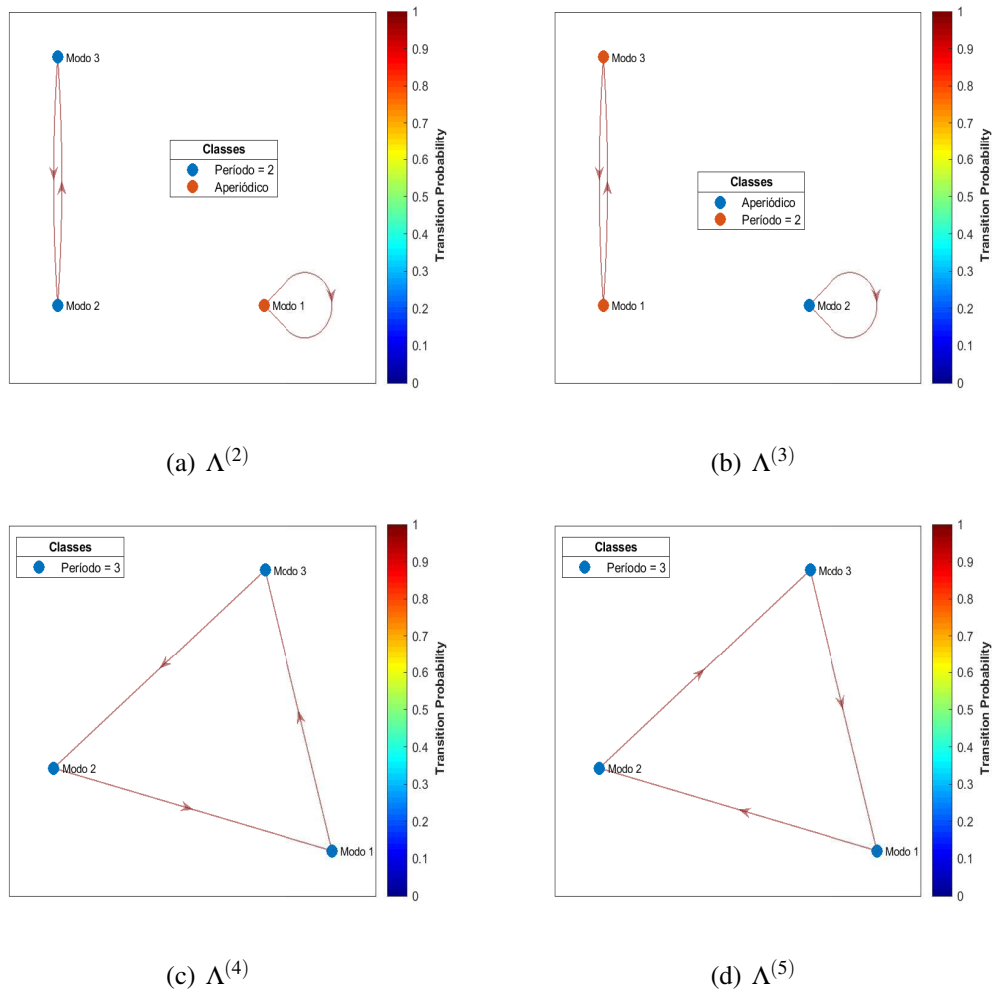 Modo 3
Classes
Período = 2
Aperiódico
Modo 2
Modo 1
1
0.9
0.8
0.7
0.6
0.5
0.4
0.3
0.2
0.1
0
Transition Probability
(a) Λ^(2)
Modo 3
Classes
Aperiódico
Período = 2
Modo 1
Modo 2
1
0.9
0.8
0.7
0.6
0.5
0.4
0.3
0.2
0.1
0
Transition Probability
(b) Λ^(3)
Classes
Período = 3
Modo 3
Modo 2
Modo 1
1
0.9
0.8
0.7
0.6
0.5
0.4
0.3
0.2
0.1
0
Transition Probability
(c) Λ^(4)
Classes
Período = 3
Modo 3
Modo 2
Modo 1
1
0.9
0.8
0.7
0.6
0.5
0.4
0.3
0.2
0.1
0
Transition Probability
(d) Λ^(5)